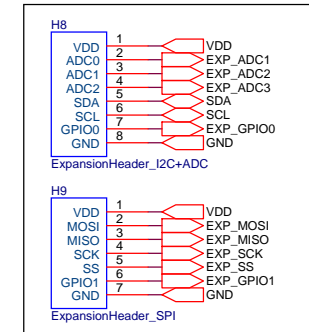 H8
VDD 1 VDD
ADC0 2 EXP_ADC1
ADC1 3 EXP_ADC2
ADC2 4 EXP_ADC3
SDA 5 SDA
SCL 6 SCL
GPIO0 7 EXP_GPIO0
GND 8 GND
ExpansionHeader_I2C+ADC
H9
VDD 1 VDD
MOSI 2 EXP_MOSI
MISO 3 EXP_MISO
SCK 4 EXP_SCK
SS 5 EXP_SS
GPIO1 6 EXP_GPIO1
GND 7 GND
ExpansionHeader_SPI